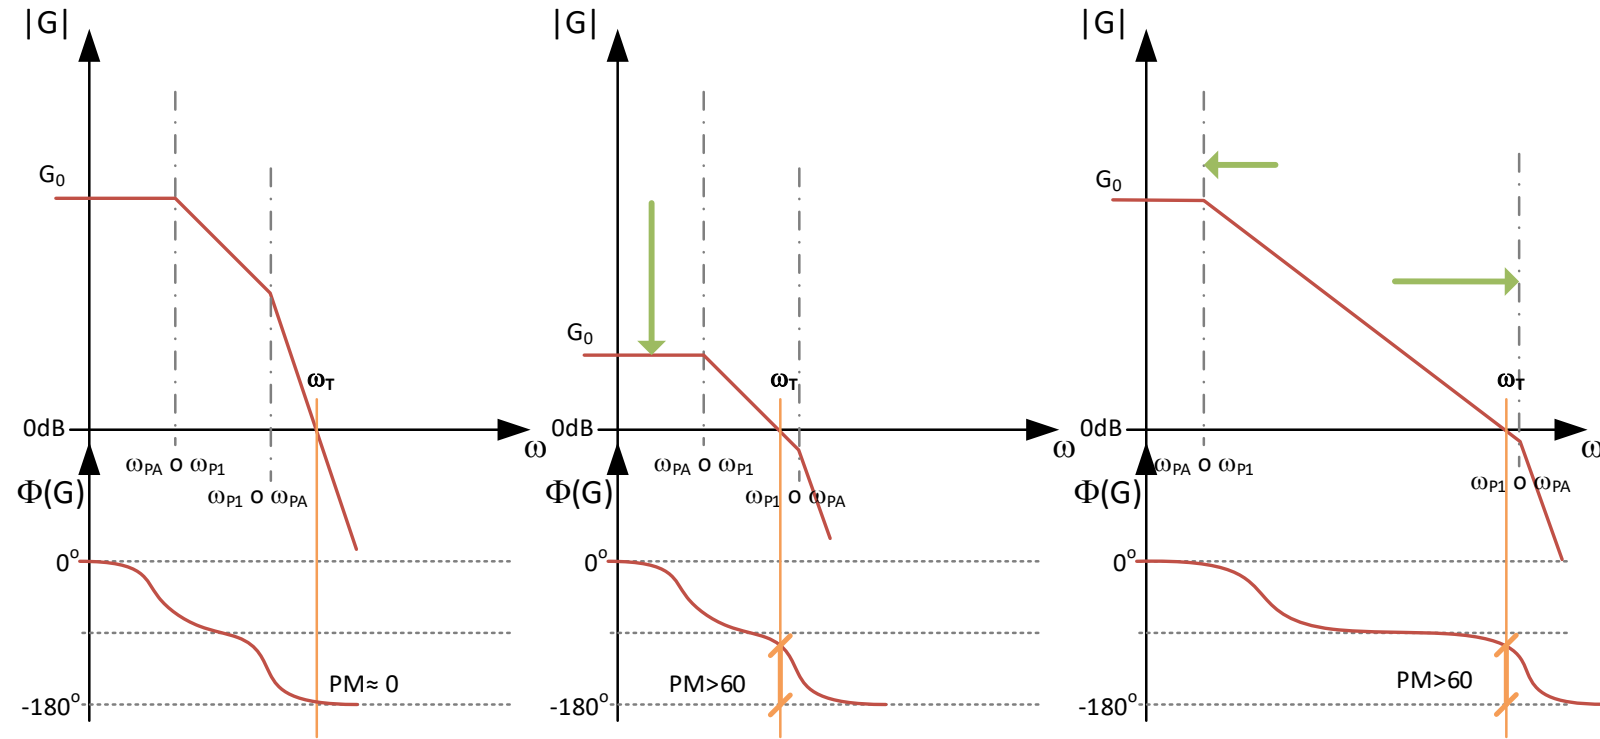 |G|
G₀
ωT
0dB
ω
ωPA o ωP1
ωP1 o ωPA
Φ(G)
0º
PM≈ 0
-180º
|G|
G₀
ωT
0dB
ω
ωPA o ωP1
ωP1 o ωPA
Φ(G)
0º
PM>60
-180º
|G|
G₀
ωT
0dB
ω
ωPA o ωP1
ωP1 o ωPA
Φ(G)
0º
PM>60
-180º